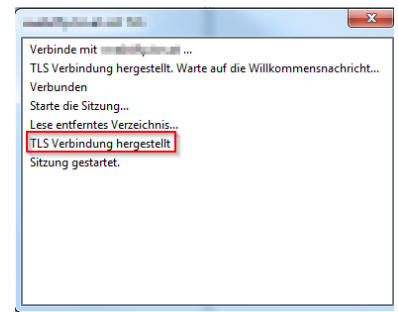 Verbinde mit ...
TLS Verbindung hergestellt. Warte auf die Willkommensnachricht...
Verbunden
Starte die Sitzung...
Lese entferntes Verzeichnis...
TLS Verbindung hergestellt
Sitzung gestartet.